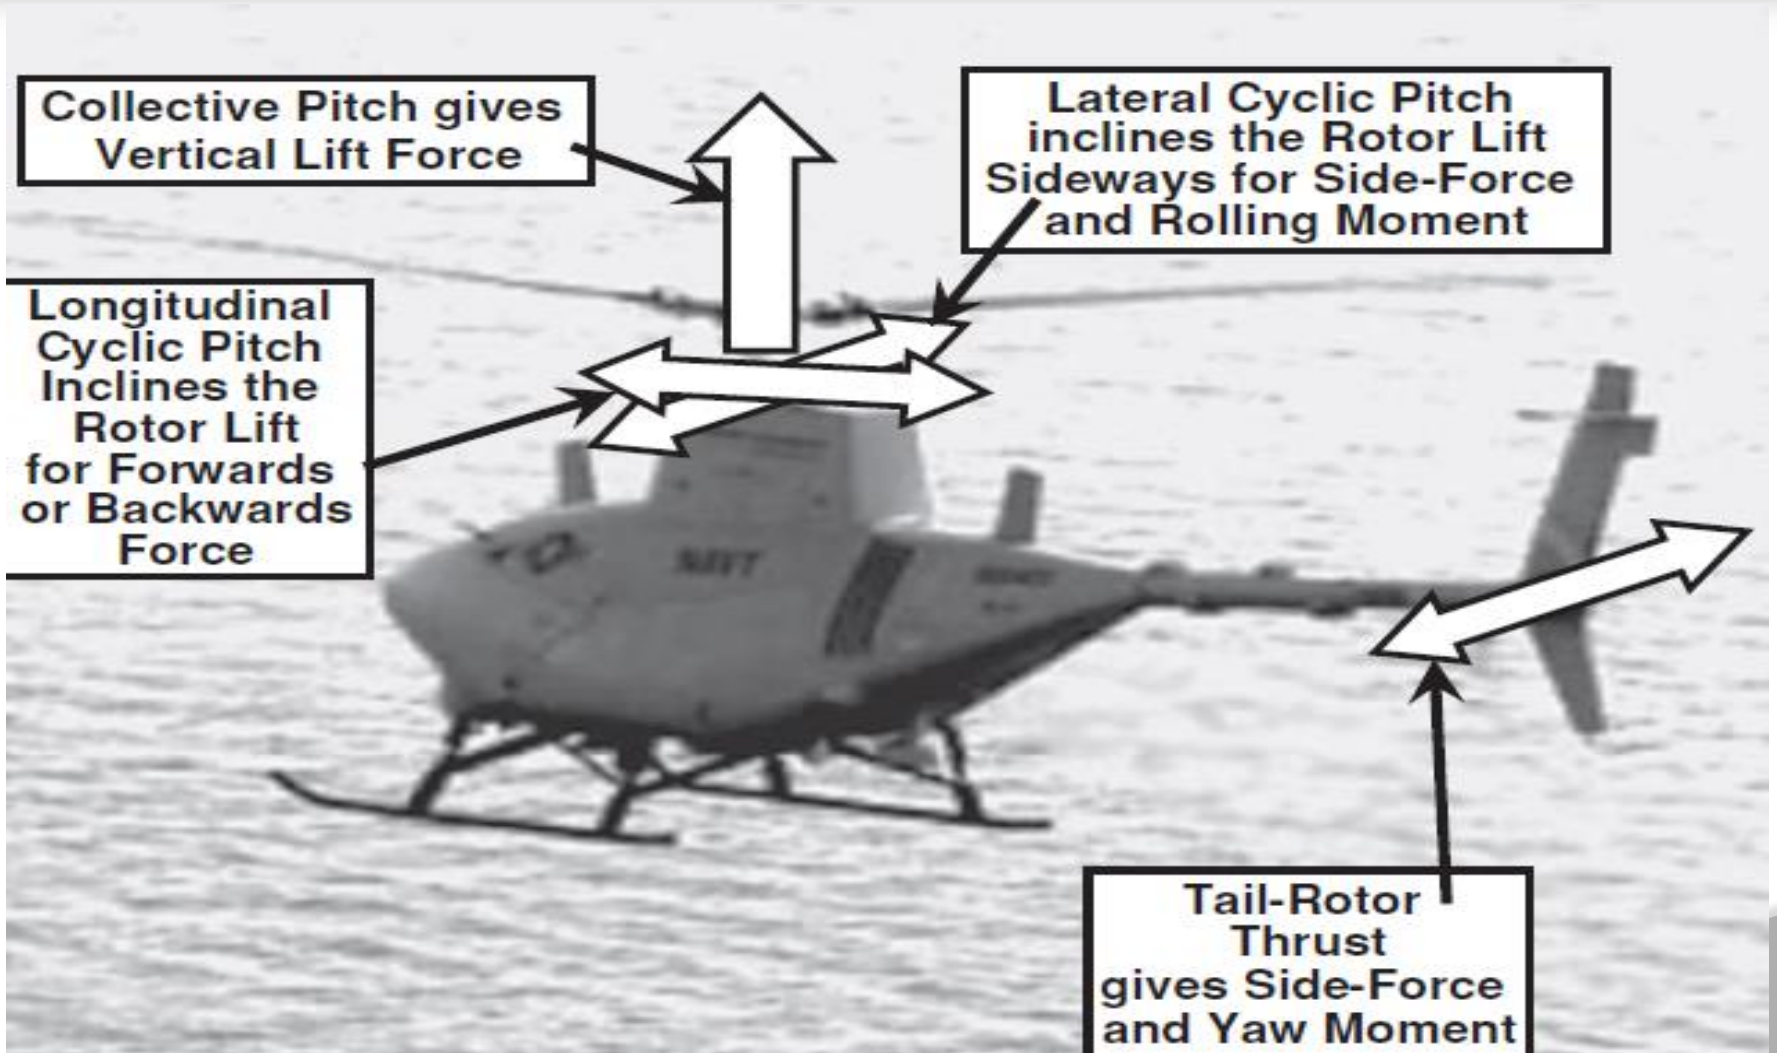 Collective Pitch gives
Vertical Lift Force
Lateral Cyclic Pitch
inclines the Rotor Lift
Sideways for Side-Force
and Rolling Moment
Longitudinal
Cyclic Pitch
Inclines the
Rotor Lift
for Forwards
or Backwards
Force
NAVY
Tail-Rotor
Thrust
gives Side-Force
and Yaw Moment